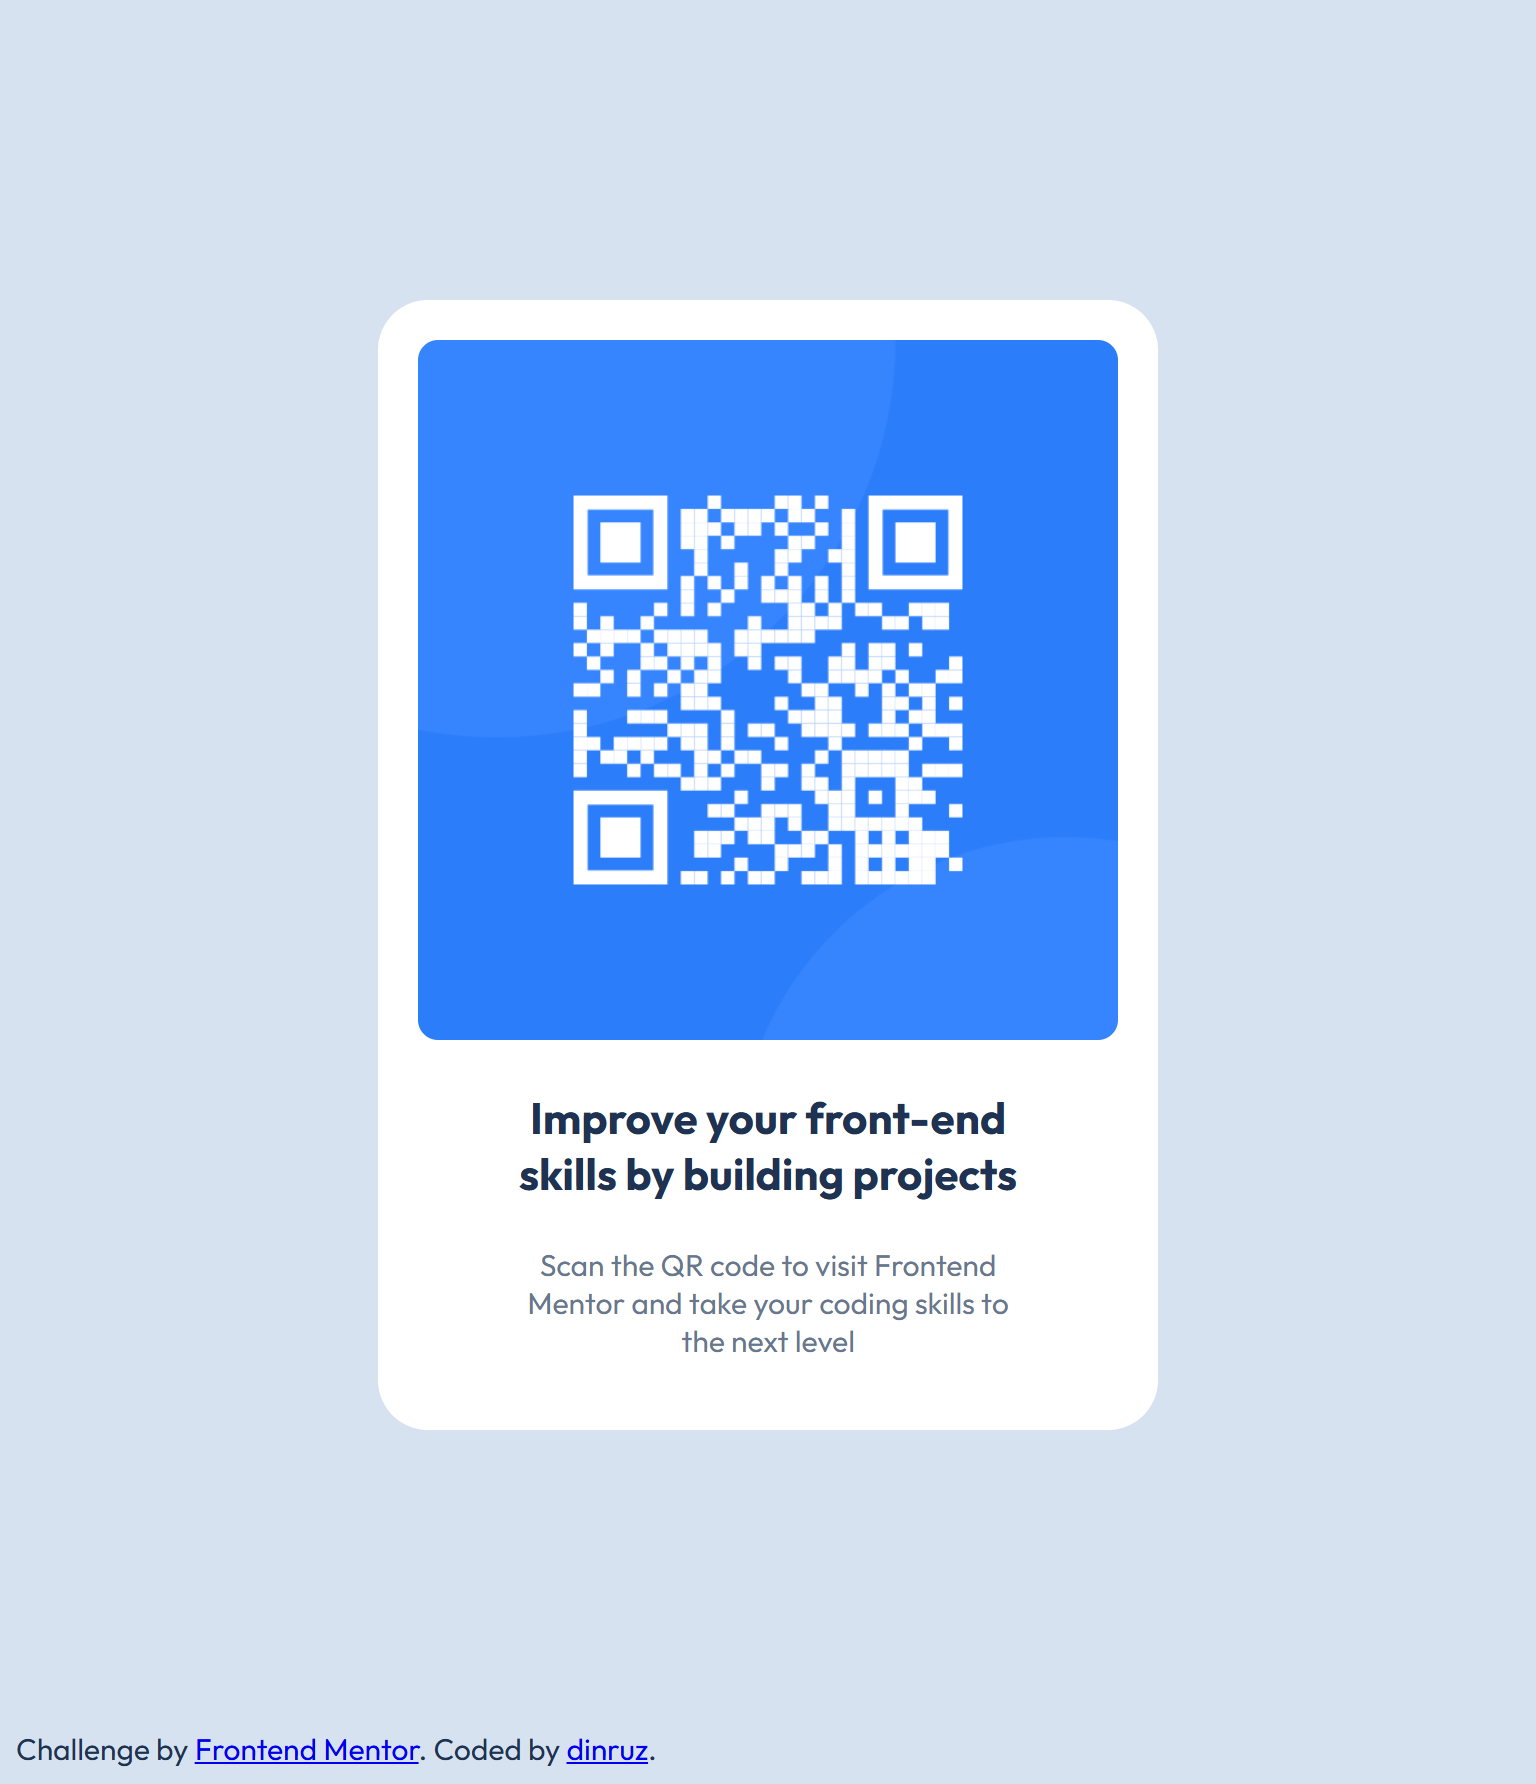 Improve your front-end
skills by building projects
Scan the QR code to visit Frontend
Mentor and take your coding skills to
the next level
Challenge by Frontend Mentor. Coded by dinruz.